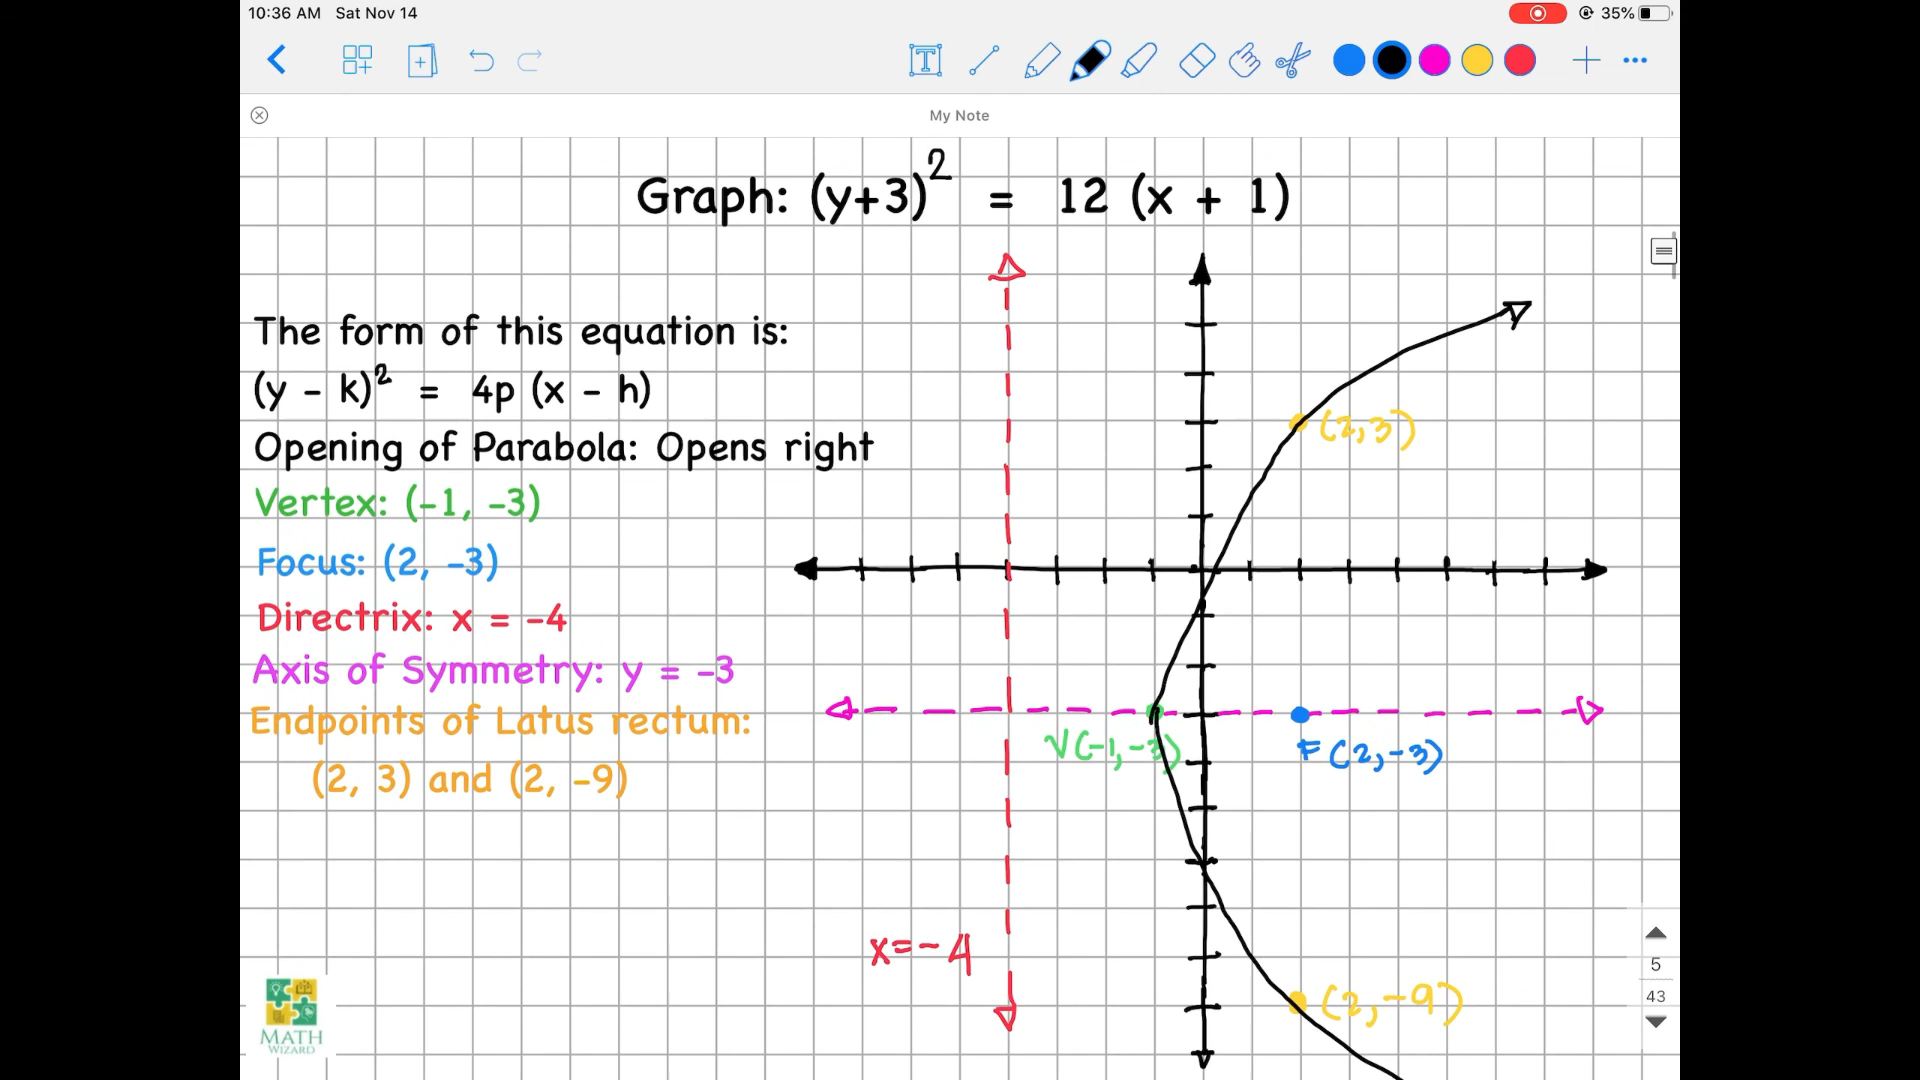 10:36 AM Sat Nov 14
35%
My Note
Graph: (y+3)² = 12 (x + 1)
The form of this equation is:
(y - k)² = 4p (x - h)
Opening of Parabola: Opens right
Vertex: (-1, -3)
Focus: (2, -3)
Directrix: x = -4
Axis of Symmetry: y = -3
Endpoints of Latus rectum:
(2, 3) and (2, -9)
(2,3)
V(-1,-3)
F(2,-3)
x=-4
(2,-9)
5
43
MATH
WIZARD
T